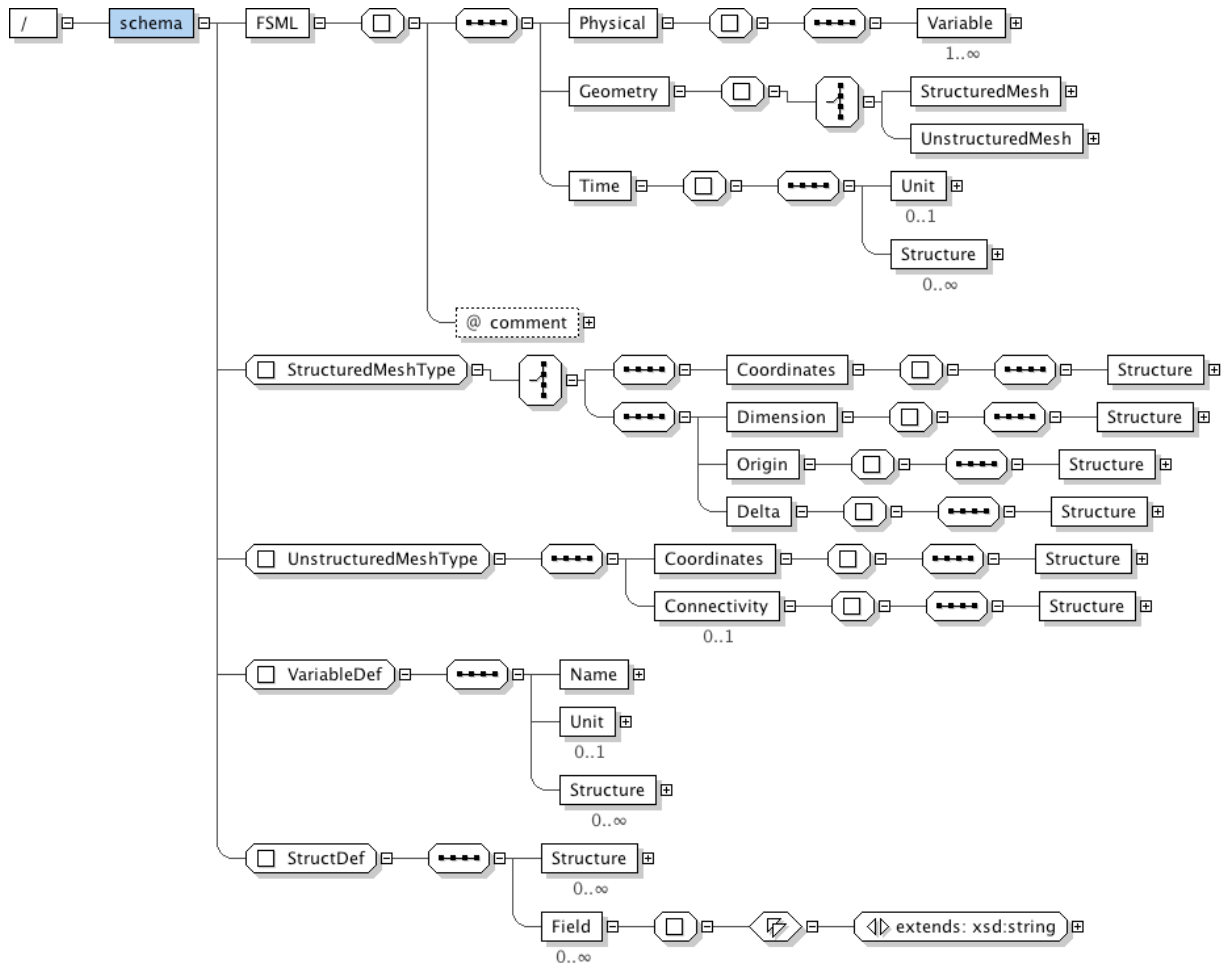 / schema FSML Physical Variable
1..∞
Geometry StructuredMesh
UnstructuredMesh
Time Unit
0..1
Structure
0..∞
@ comment
StructuredMeshType Coordinates Structure
Dimension Structure
Origin Structure
Delta Structure
UnstructuredMeshType Coordinates Structure
Connectivity Structure
0..1
VariableDef Name
Unit
0..1
Structure
0..∞
StructDef Structure
0..∞
Field extends: xsd:string
0..∞